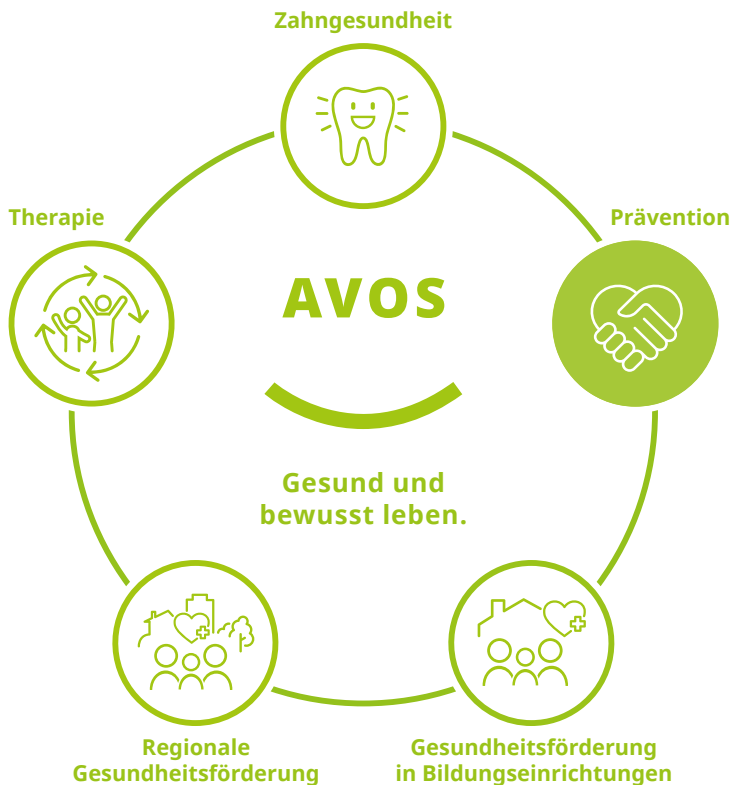 Zahngesundheit
Therapie
Prävention
AVOS
Gesund und
bewusst leben.
Regionale
Gesundheitsförderung
Gesundheitsförderung
in Bildungseinrichtungen